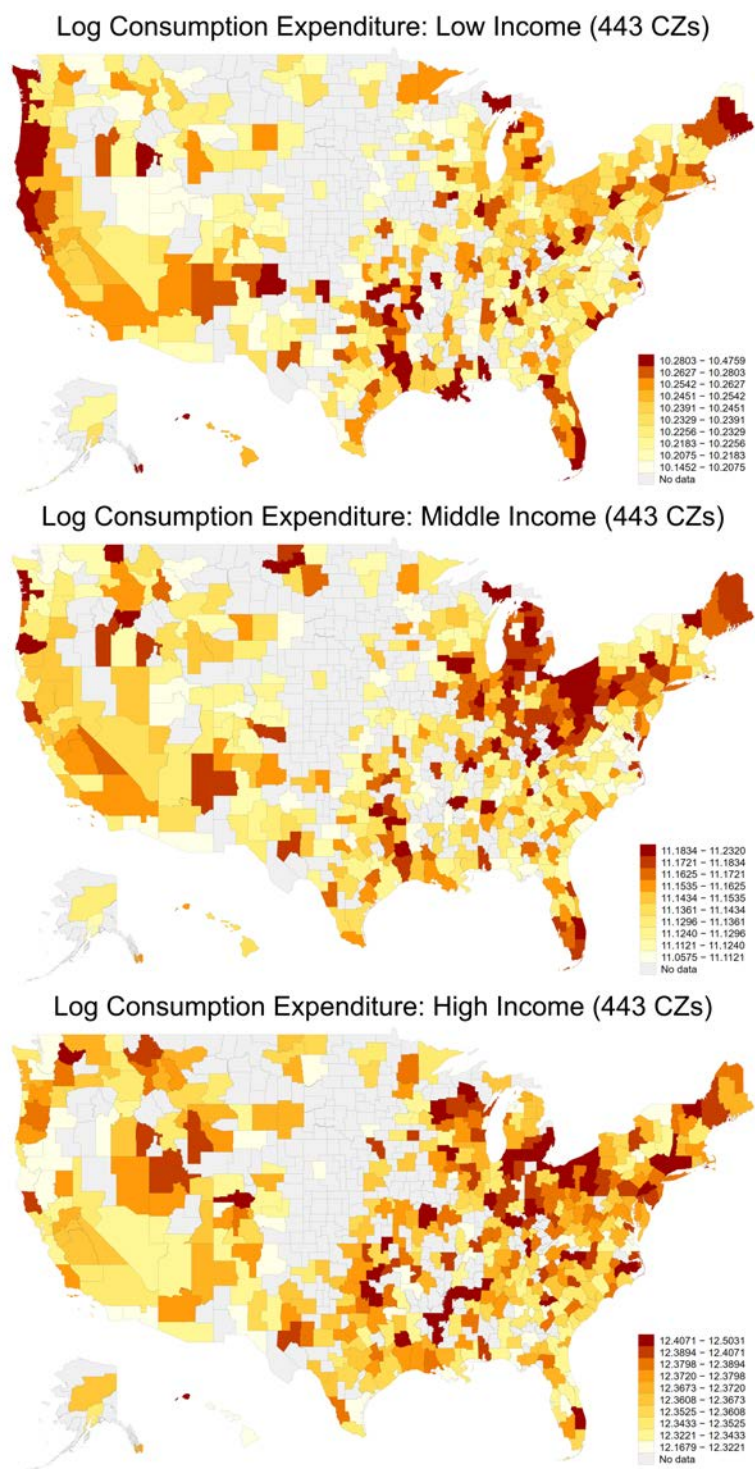 Log Consumption Expenditure: Low Income (443 CZs)
10.2803 – 10.4759
10.2627 – 10.2803
10.2542 – 10.2627
10.2451 – 10.2542
10.2391 – 10.2451
10.2329 – 10.2391
10.2256 – 10.2329
10.2183 – 10.2256
10.2075 – 10.2183
10.1452 – 10.2075
No data
Log Consumption Expenditure: Middle Income (443 CZs)
11.1834 – 11.2320
11.1721 – 11.1834
11.1625 – 11.1721
11.1535 – 11.1625
11.1434 – 11.1535
11.1361 – 11.1434
11.1296 – 11.1361
11.1240 – 11.1296
11.1121 – 11.1240
11.0575 – 11.1121
No data
Log Consumption Expenditure: High Income (443 CZs)
12.4071 – 12.5031
12.3894 – 12.4071
12.3798 – 12.3894
12.3720 – 12.3798
12.3673 – 12.3720
12.3608 – 12.3673
12.3525 – 12.3608
12.3433 – 12.3525
12.3221 – 12.3433
12.1679 – 12.3221
No data